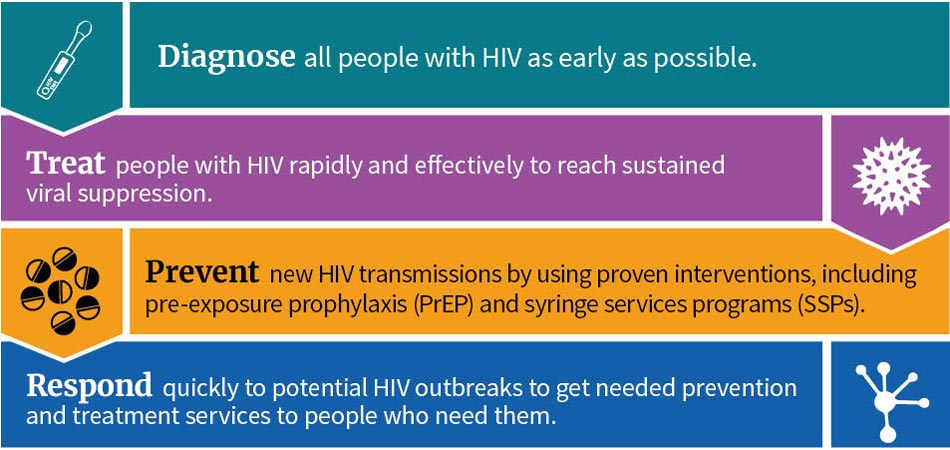 Diagnose all people with HIV as early as possible.
Treat people with HIV rapidly and effectively to reach sustained
viral suppression.
Prevent new HIV transmissions by using proven interventions, including
pre-exposure prophylaxis (PrEP) and syringe services programs (SSPs).
Respond quickly to potential HIV outbreaks to get needed prevention
and treatment services to people who need them.